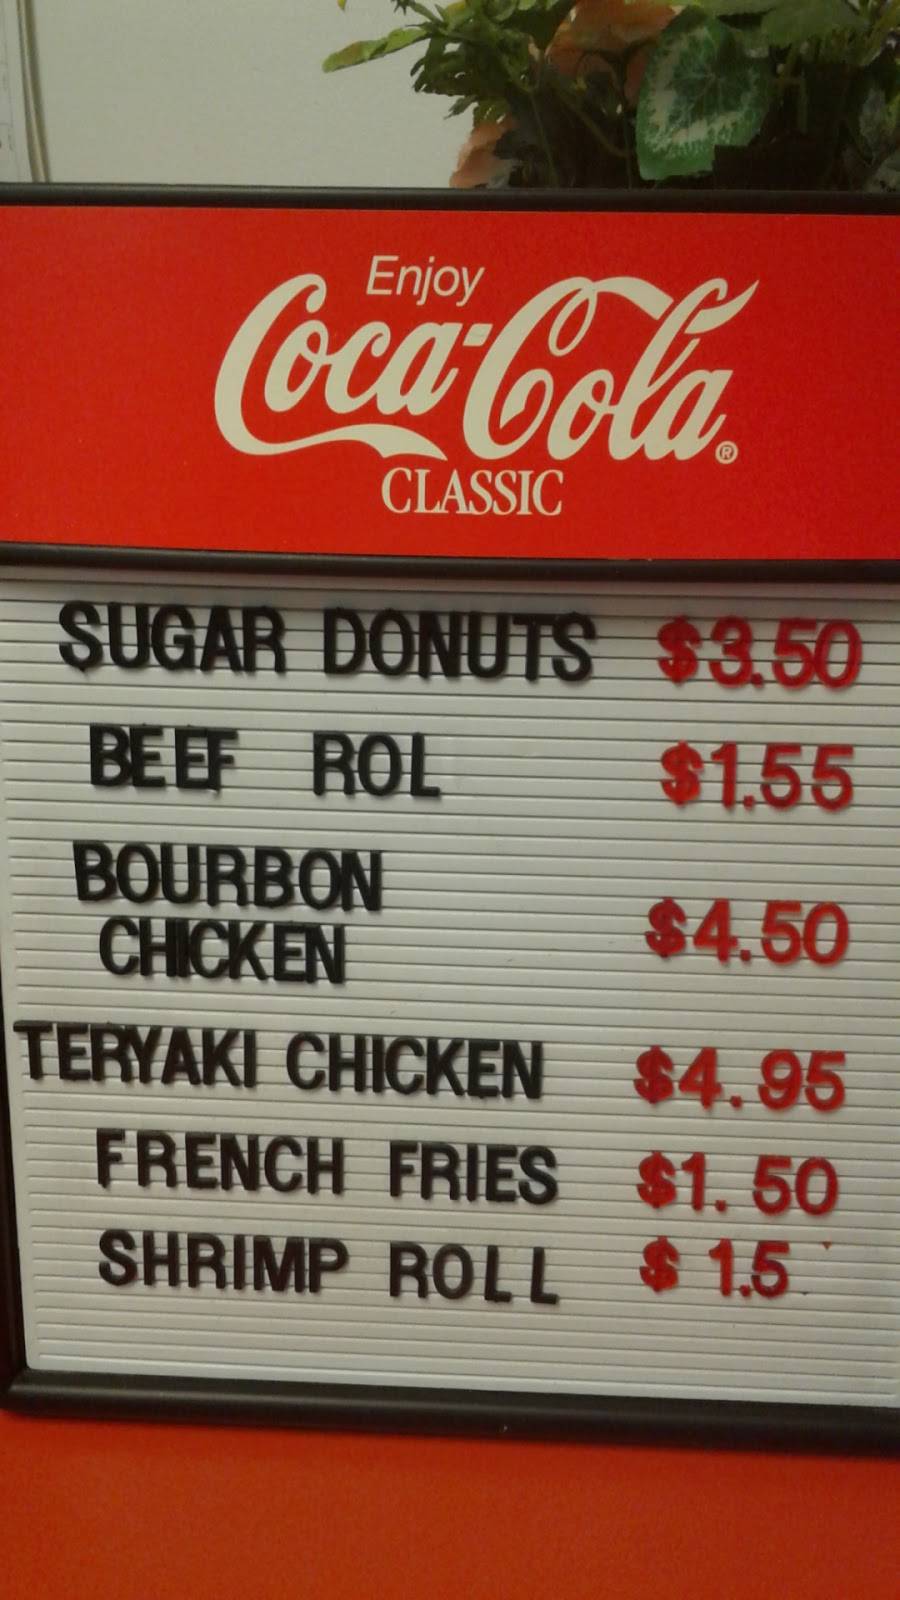 Enjoy
Coca-Cola®
CLASSIC
SUGAR DONUTS $3.50
BEEF ROL $1.55
BOURBON
CHICKEN $4.50
TERYAKI CHICKEN $4.95
FRENCH FRIES $1.50
SHRIMP ROLL $1.5